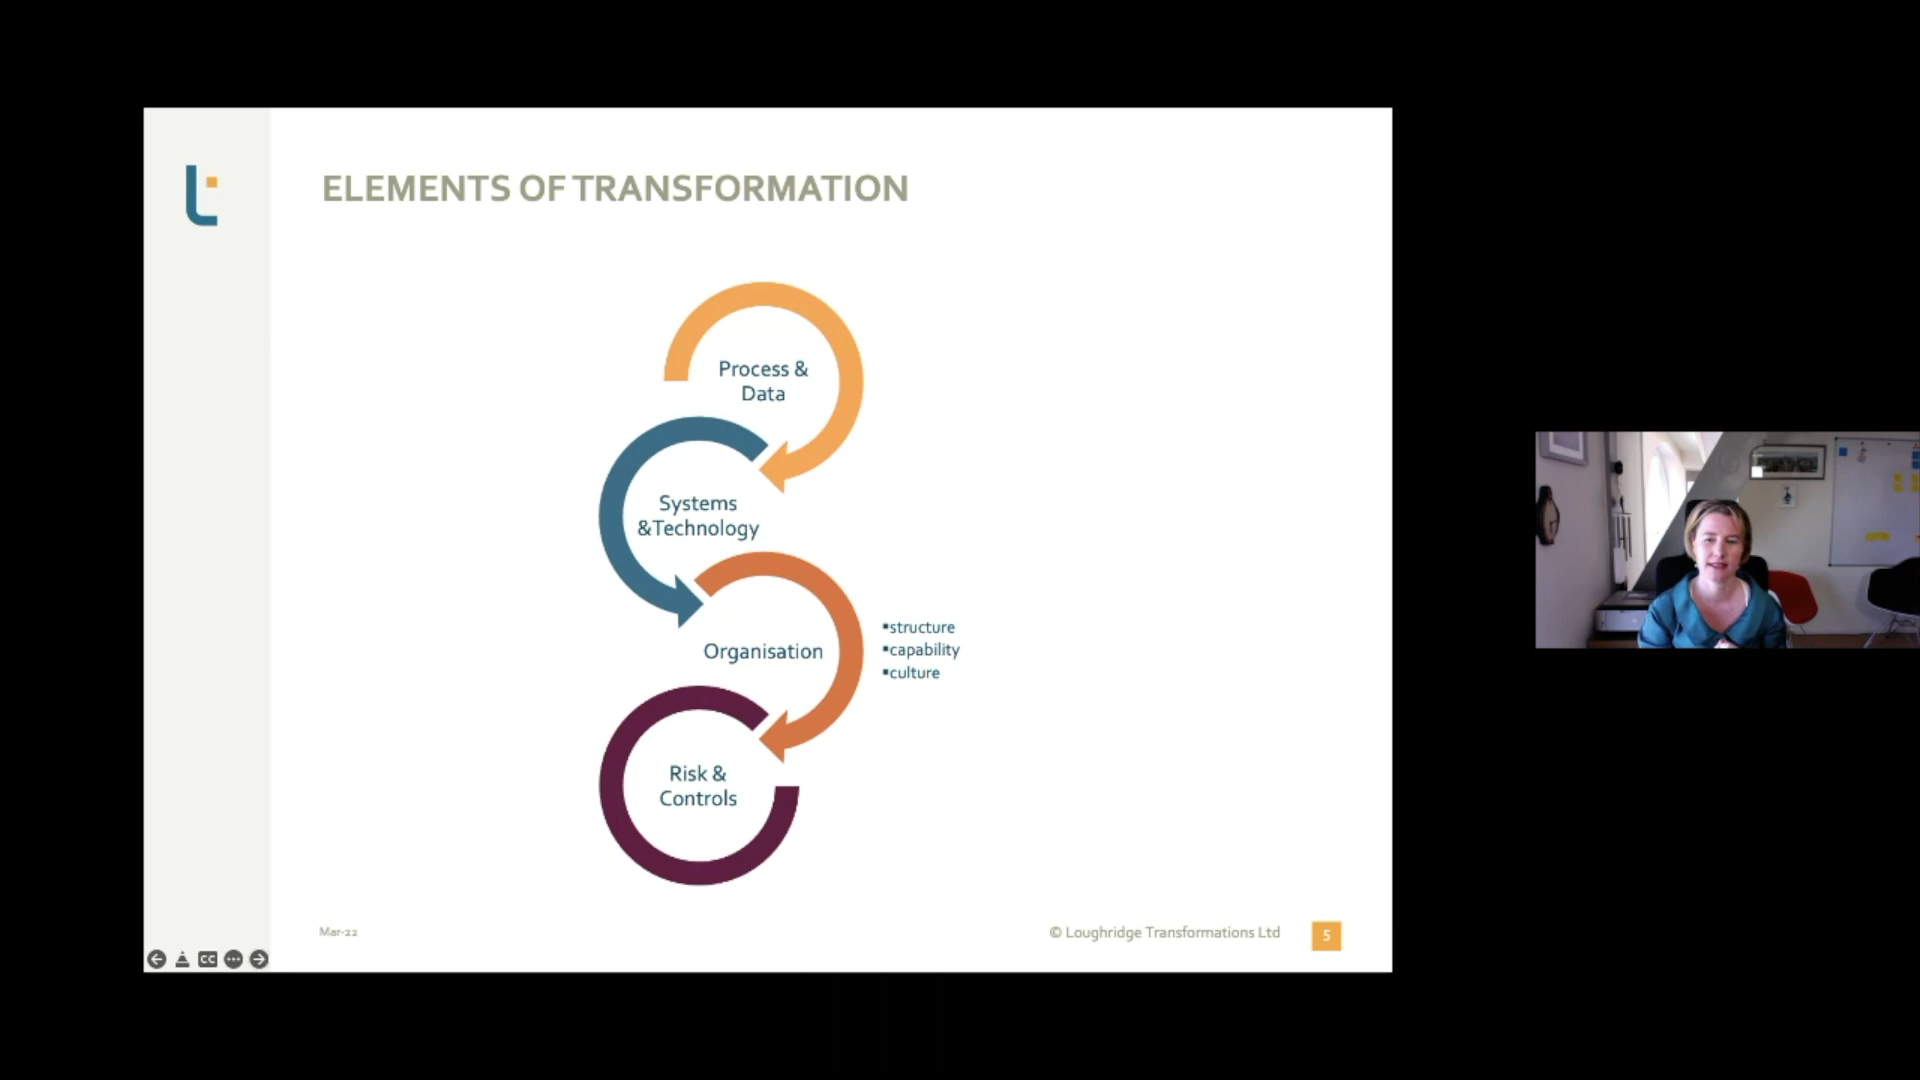 ELEMENTS OF TRANSFORMATION
Process &
Data
Systems
&Technology
Organisation
▪structure
▪capability
▪culture
Risk &
Controls
Mar-22
© Loughridge Transformations Ltd
5
CC